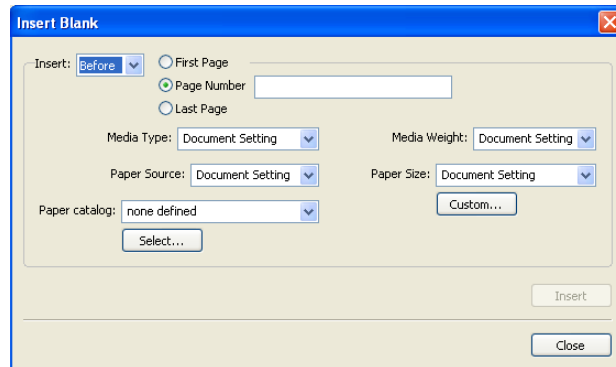 Insert Blank
Insert: Before First Page
Page Number
Last Page
Media Type: Document Setting Media Weight: Document Setting
Paper Source: Document Setting Paper Size: Document Setting
Paper catalog: none defined Custom...
Select...
Insert
Close